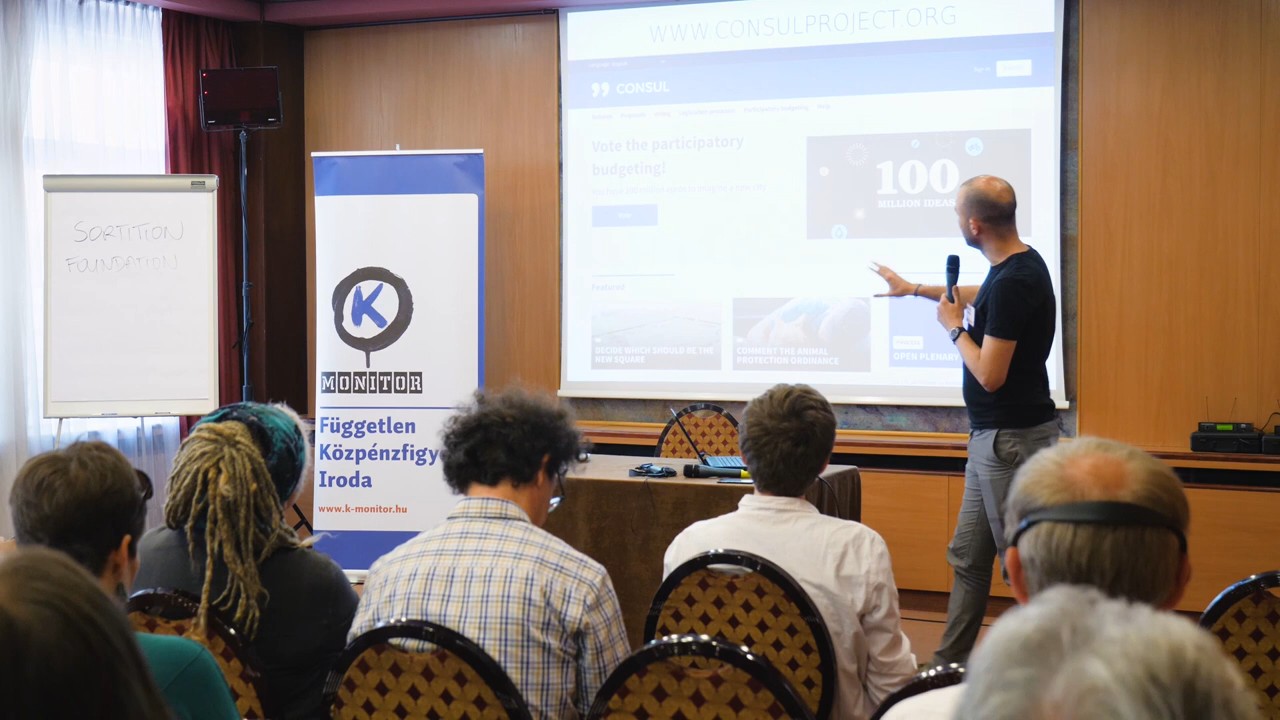 WWW.CONSULPROJECT.ORG
CONSUL
Vote the participatory
budgeting!
100
MILLION IDEAS
Featured
DECIDE WHICH SHOULD BE THE
NEW SQUARE
COMMENT THE ANIMAL
PROTECTION ORDINANCE
OPEN PLENARY
SORTITION
FOUNDATION
K
MONITOR
Független
Közpénzfigy
Iroda
www.k-monitor.hu